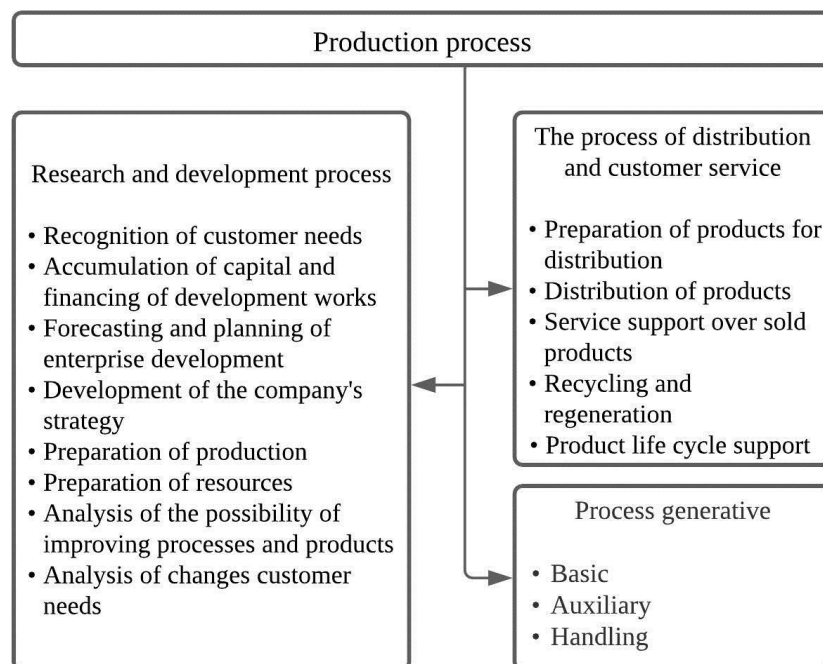 Production process
Research and development process
• Recognition of customer needs
• Accumulation of capital and
financing of development works
• Forecasting and planning of
enterprise development
• Development of the company's
strategy
• Preparation of production
• Preparation of resources
• Analysis of the possibility of
improving processes and products
• Analysis of changes customer
needs
The process of distribution
and customer service
• Preparation of products for
distribution
• Distribution of products
• Service support over sold
products
• Recycling and
regeneration
• Product life cycle support
Process generative
• Basic
• Auxiliary
• Handling